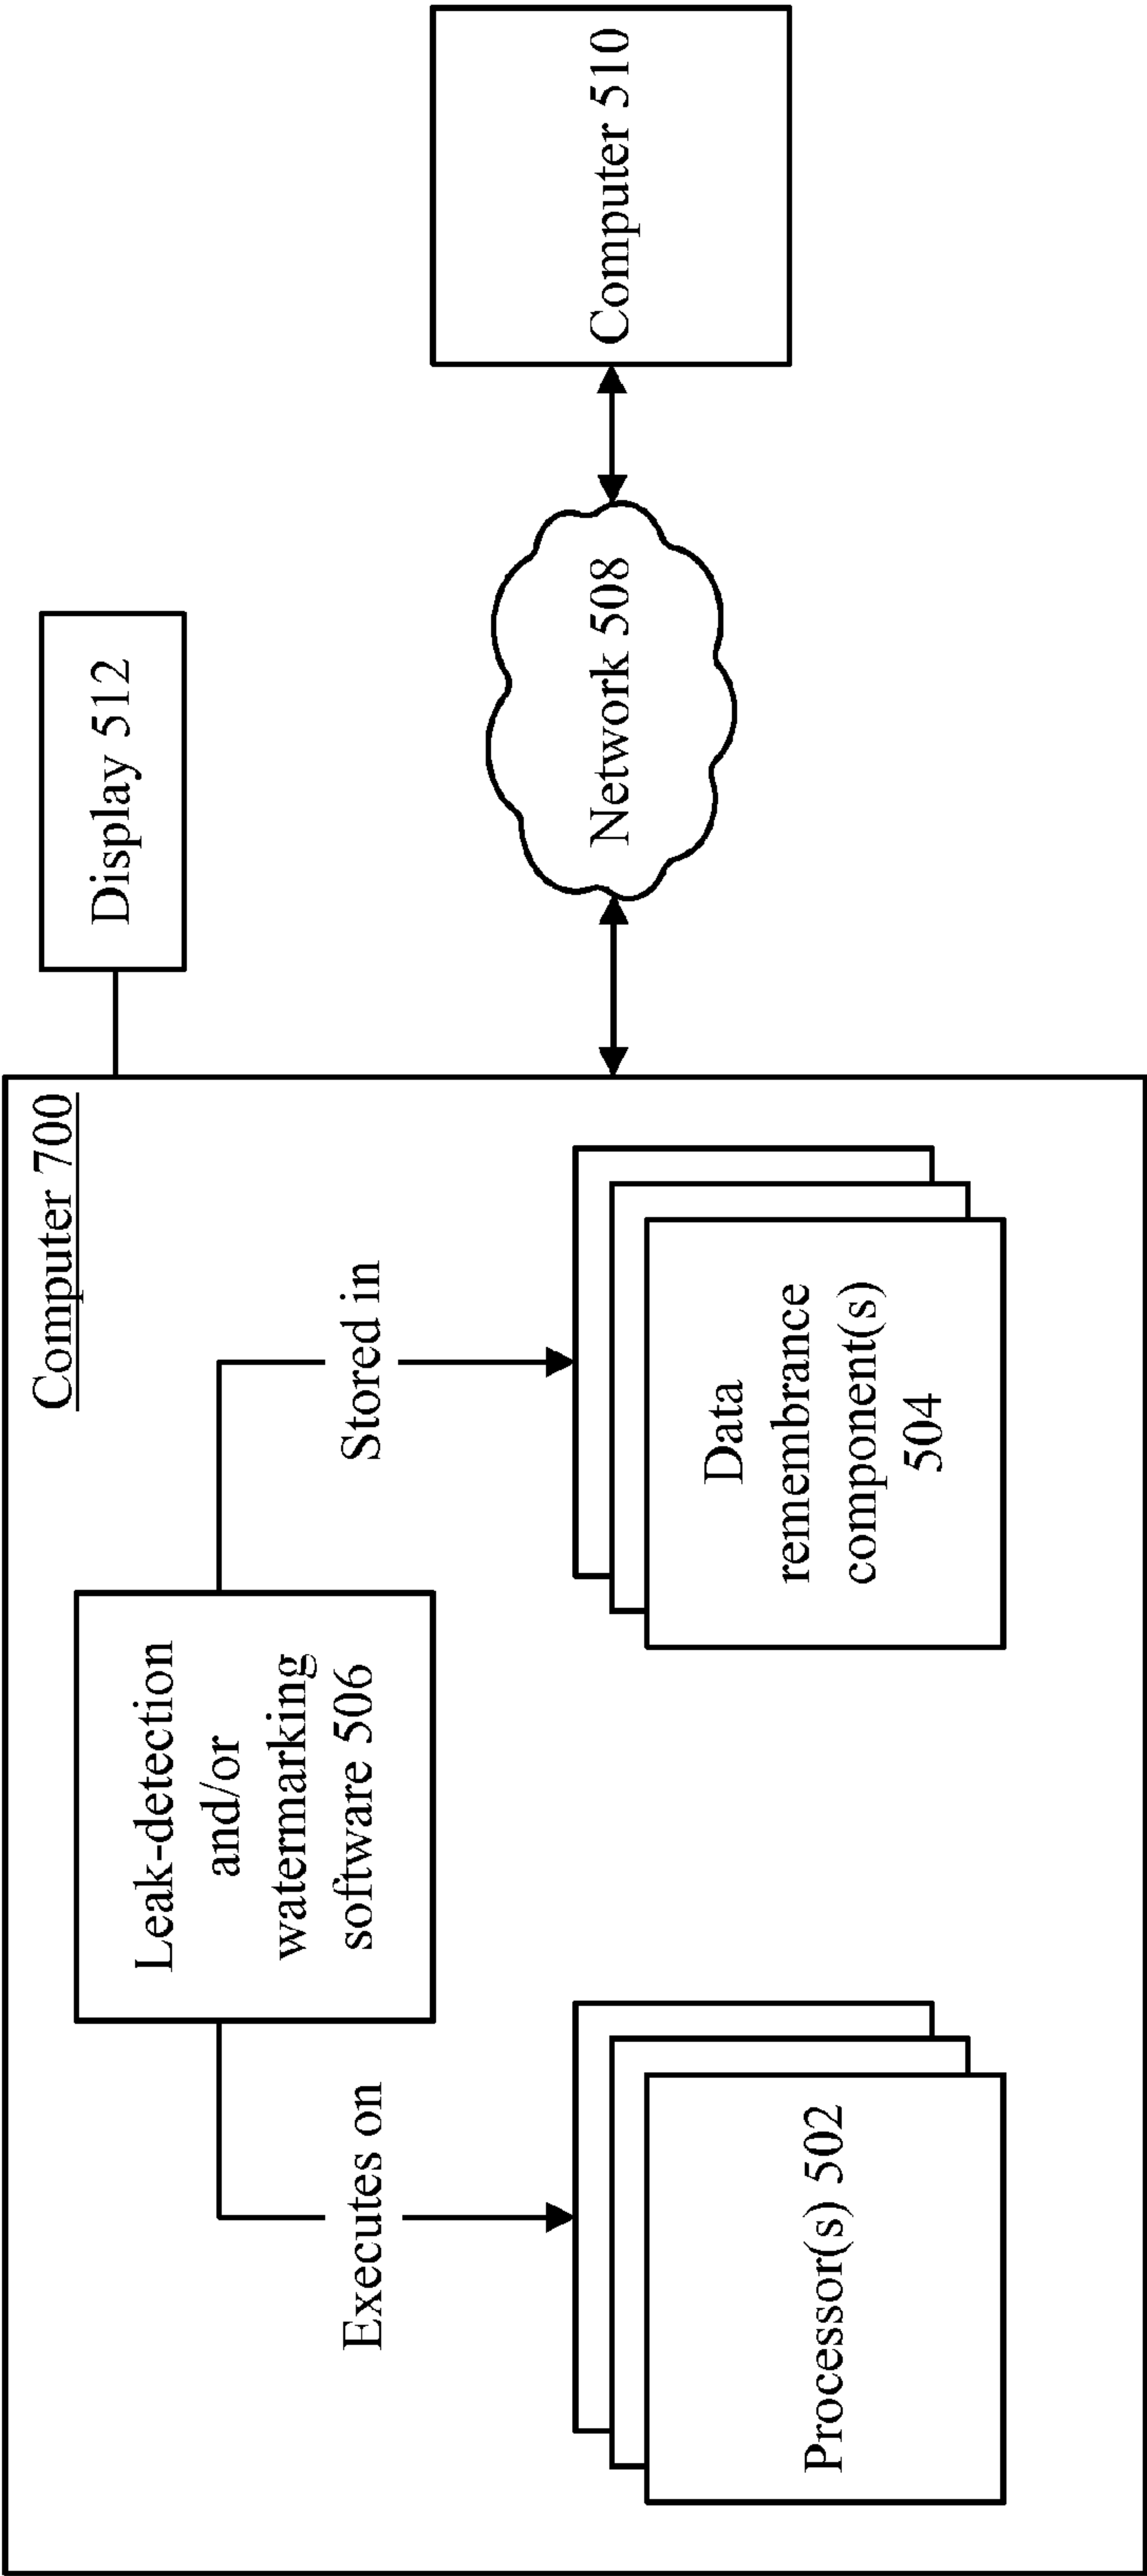 Computer 700
Leak-detection
and/or
watermarking
software 506
Executes on
Stored in
Processor(s) 502
Data
remembrance
component(s)
504
Display 512
Network 508
Computer 510